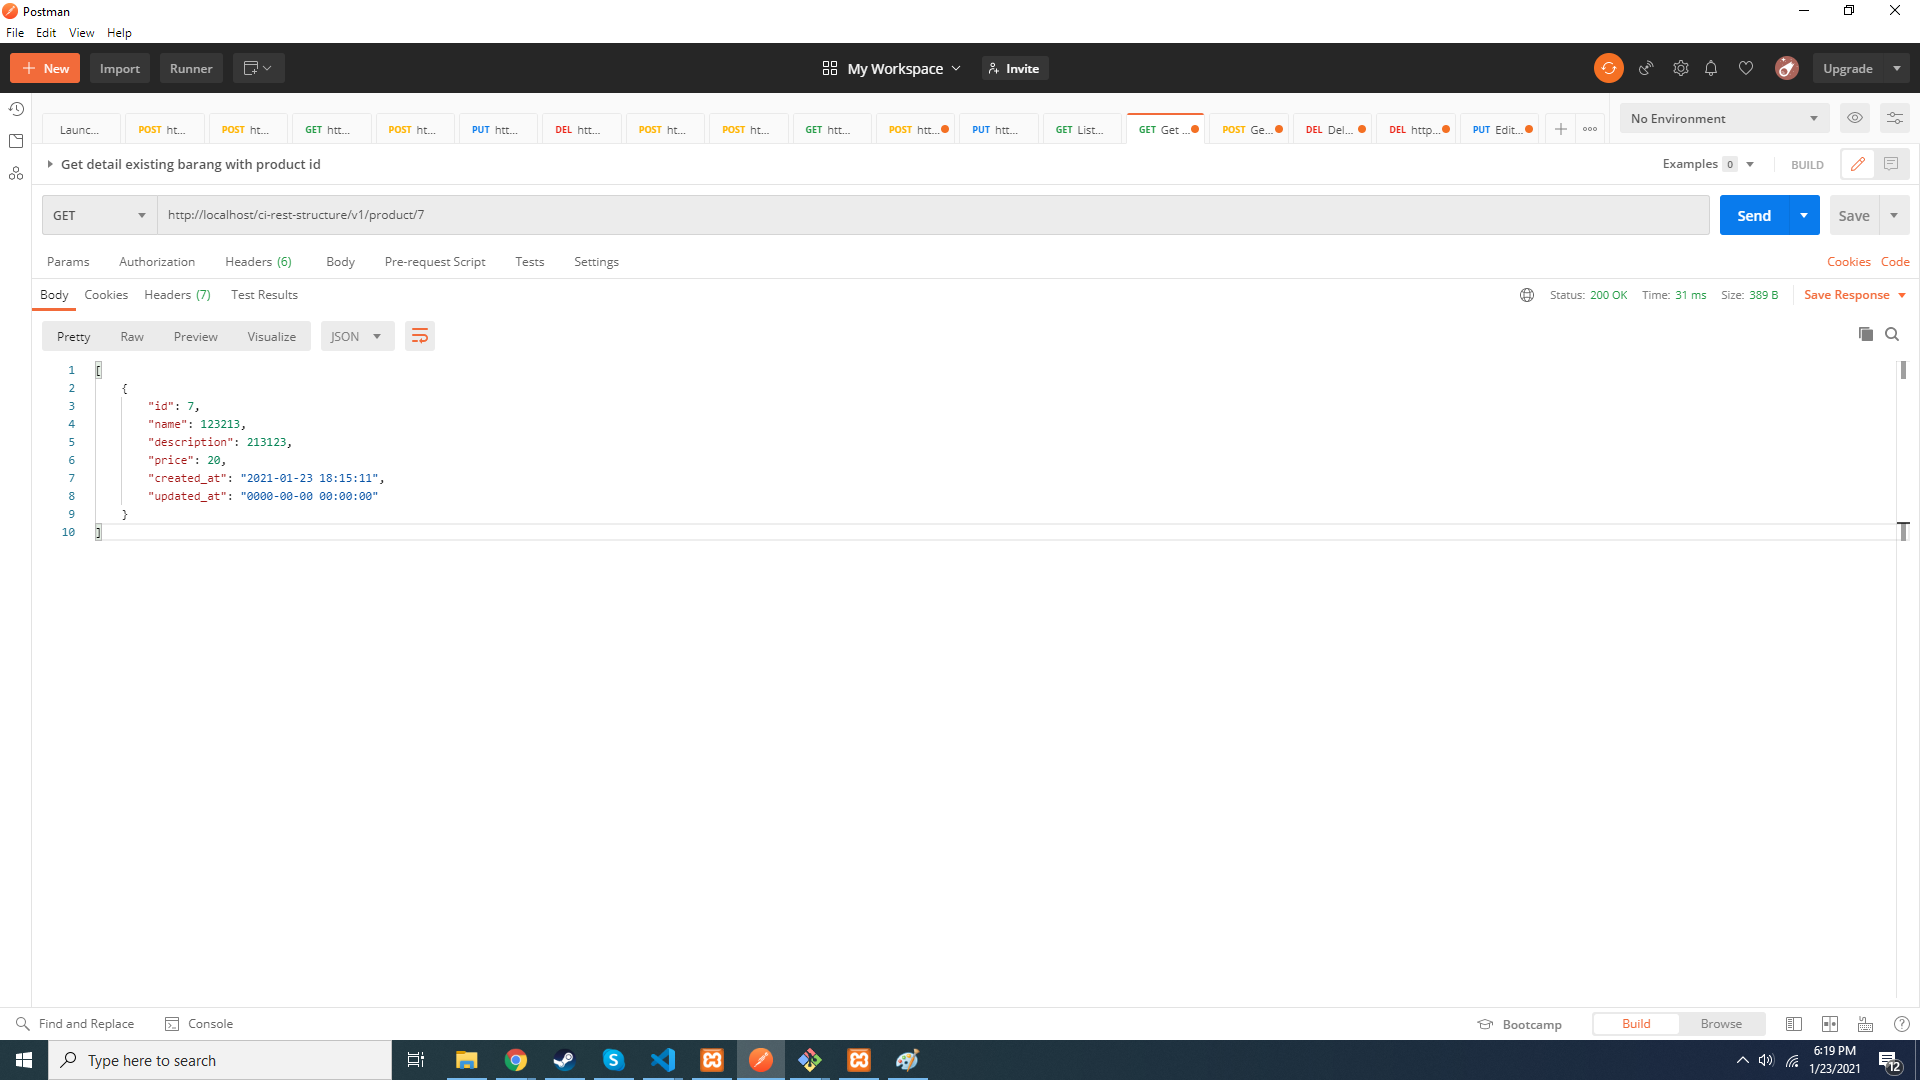 Postman
File Edit View Help
New Import Runner My Workspace Invite Upgrade
Launc... POST ht... POST ht... GET htt... POST ht... PUT htt... DEL htt... POST ht... POST ht... GET htt... POST htt... PUT htt... GET List... GET Get ... POST Ge... DEL Del... DEL http... PUT Edit... No Environment
Get detail existing barang with product id Examples 0 BUILD
GET http://localhost/ci-rest-structure/v1/product/7 Send Save
Params Authorization Headers (6) Body Pre-request Script Tests Settings Cookies Code
Body Cookies Headers (7) Test Results Status: 200 OK Time: 31 ms Size: 389 B Save Response
Pretty Raw Preview Visualize JSON
1 [
2 {
3 "id": 7,
4 "name": 123213,
5 "description": 213123,
6 "price": 20,
7 "created_at": "2021-01-23 18:15:11",
8 "updated_at": "0000-00-00 00:00:00"
9 }
10 ]
Find and Replace Console Bootcamp Build Browse
Type here to search 6:19 PM
1/23/2021 12